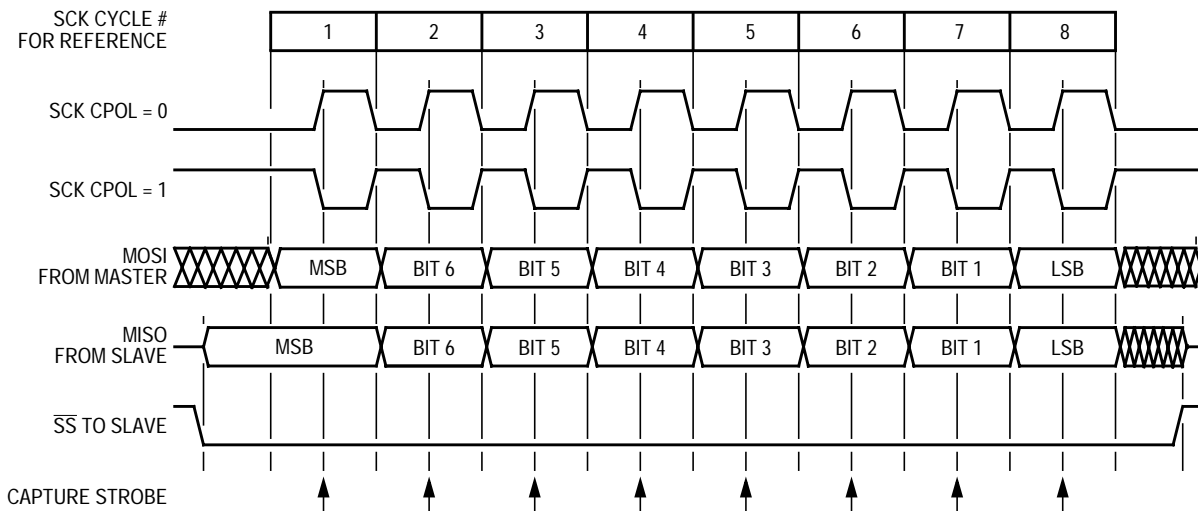 SCK CYCLE #
FOR REFERENCE
1 2 3 4 5 6 7 8
SCK CPOL = 0
SCK CPOL = 1
MOSI
FROM MASTER
MSB BIT 6 BIT 5 BIT 4 BIT 3 BIT 2 BIT 1 LSB
MISO
FROM SLAVE
MSB BIT 6 BIT 5 BIT 4 BIT 3 BIT 2 BIT 1 LSB
S̅S̅ TO SLAVE
CAPTURE STROBE